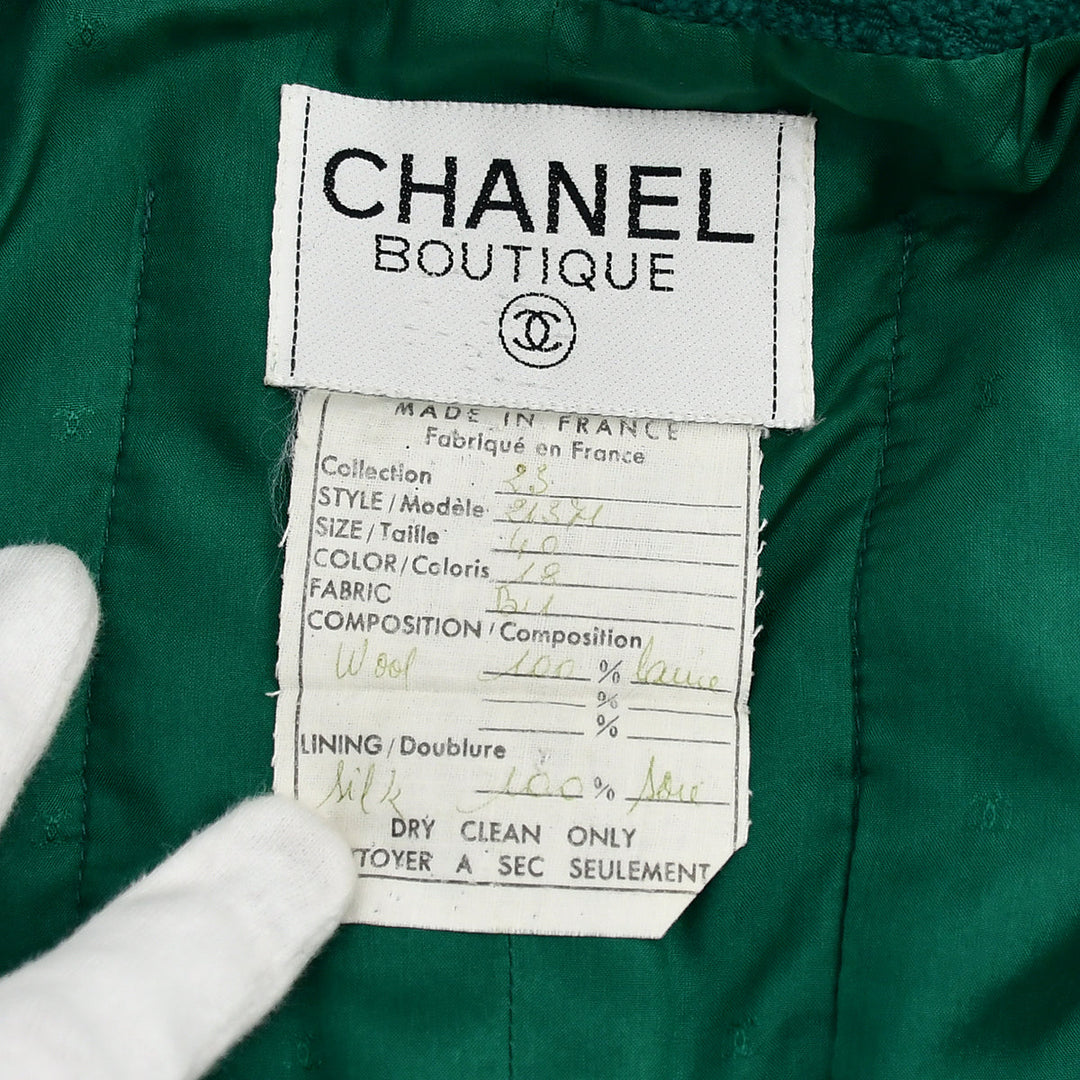 CHANEL
BOUTIQUE
MADE IN FRANCE
Fabriqué en France
Collection 23
STYLE/Modèle 21371
SIZE/Taille 40
COLOR/Coloris 18
FABRIC
COMPOSITION/Composition
Wool 100 % laine
%
%
LINING/Doublure
Silk 100 % Soie
DRY CLEAN ONLY
TOYER A SEC SEULEMENT